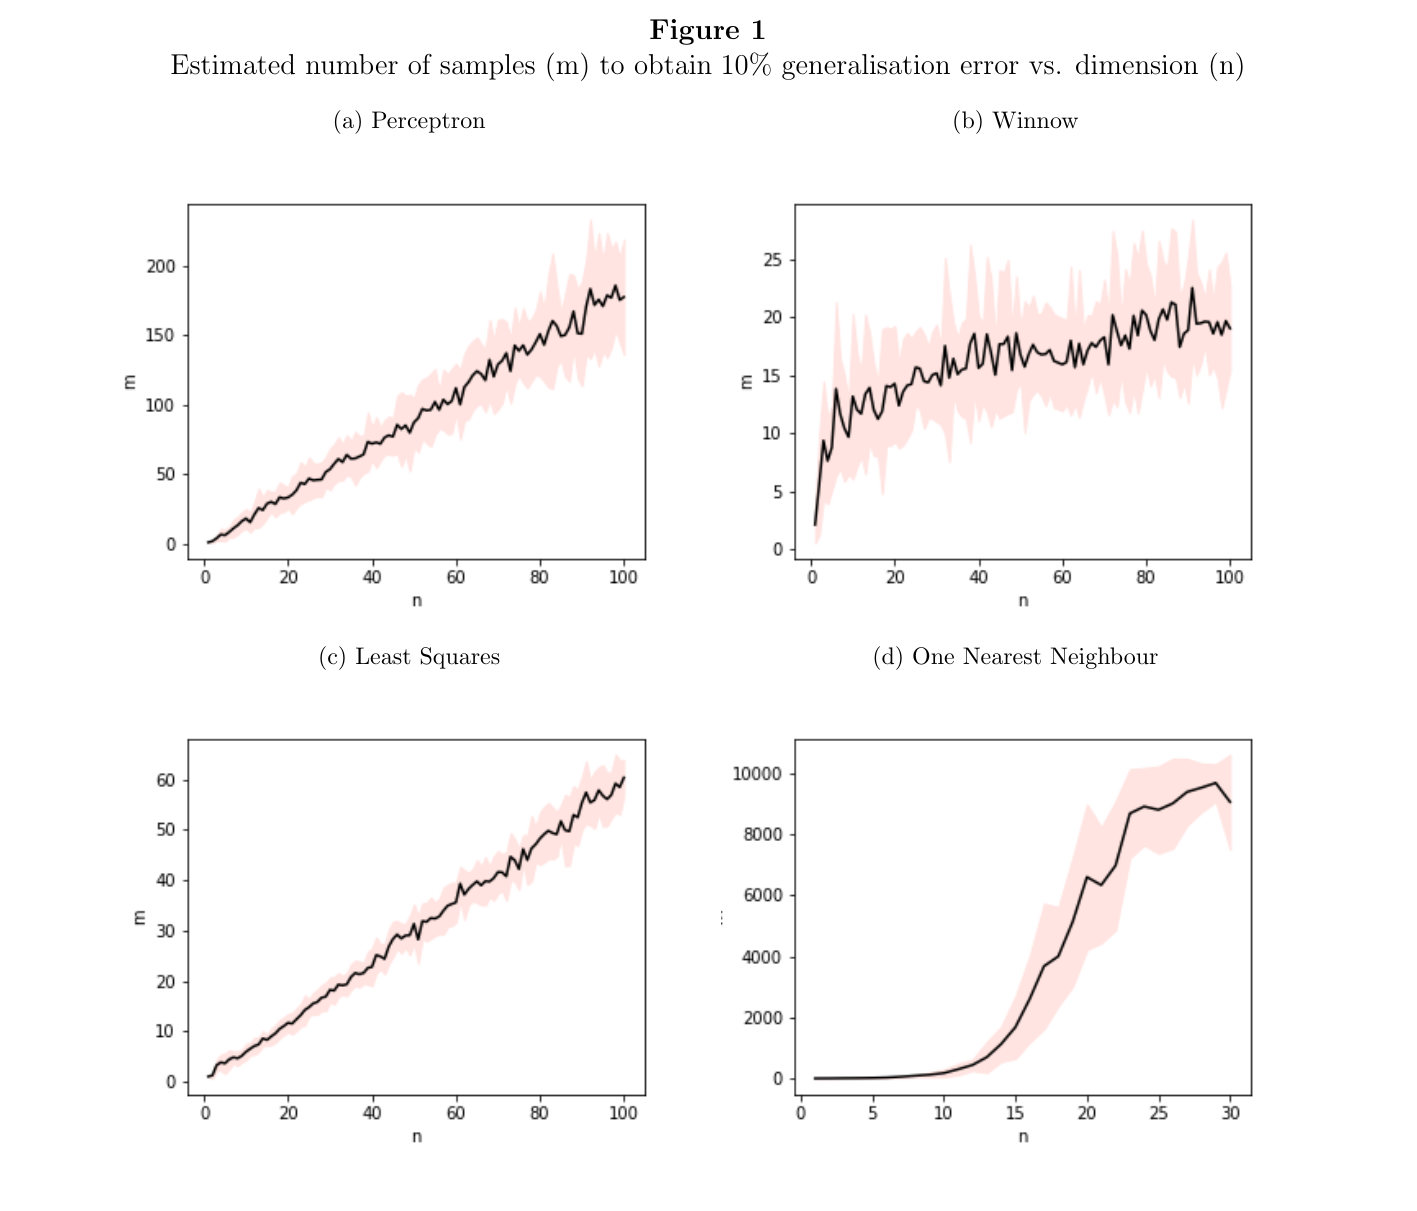 Figure 1
Estimated number of samples (m) to obtain 10% generalisation error vs. dimension (n)
(a) Perceptron
(b) Winnow
200
150
100
50
0
m
0 20 40 60 80 100
n
25
20
15
10
5
0
m
0 20 40 60 80 100
n
(c) Least Squares
(d) One Nearest Neighbour
60
50
40
30
20
10
0
m
0 20 40 60 80 100
n
10000
8000
6000
4000
2000
0
0 5 10 15 20 25 30
n